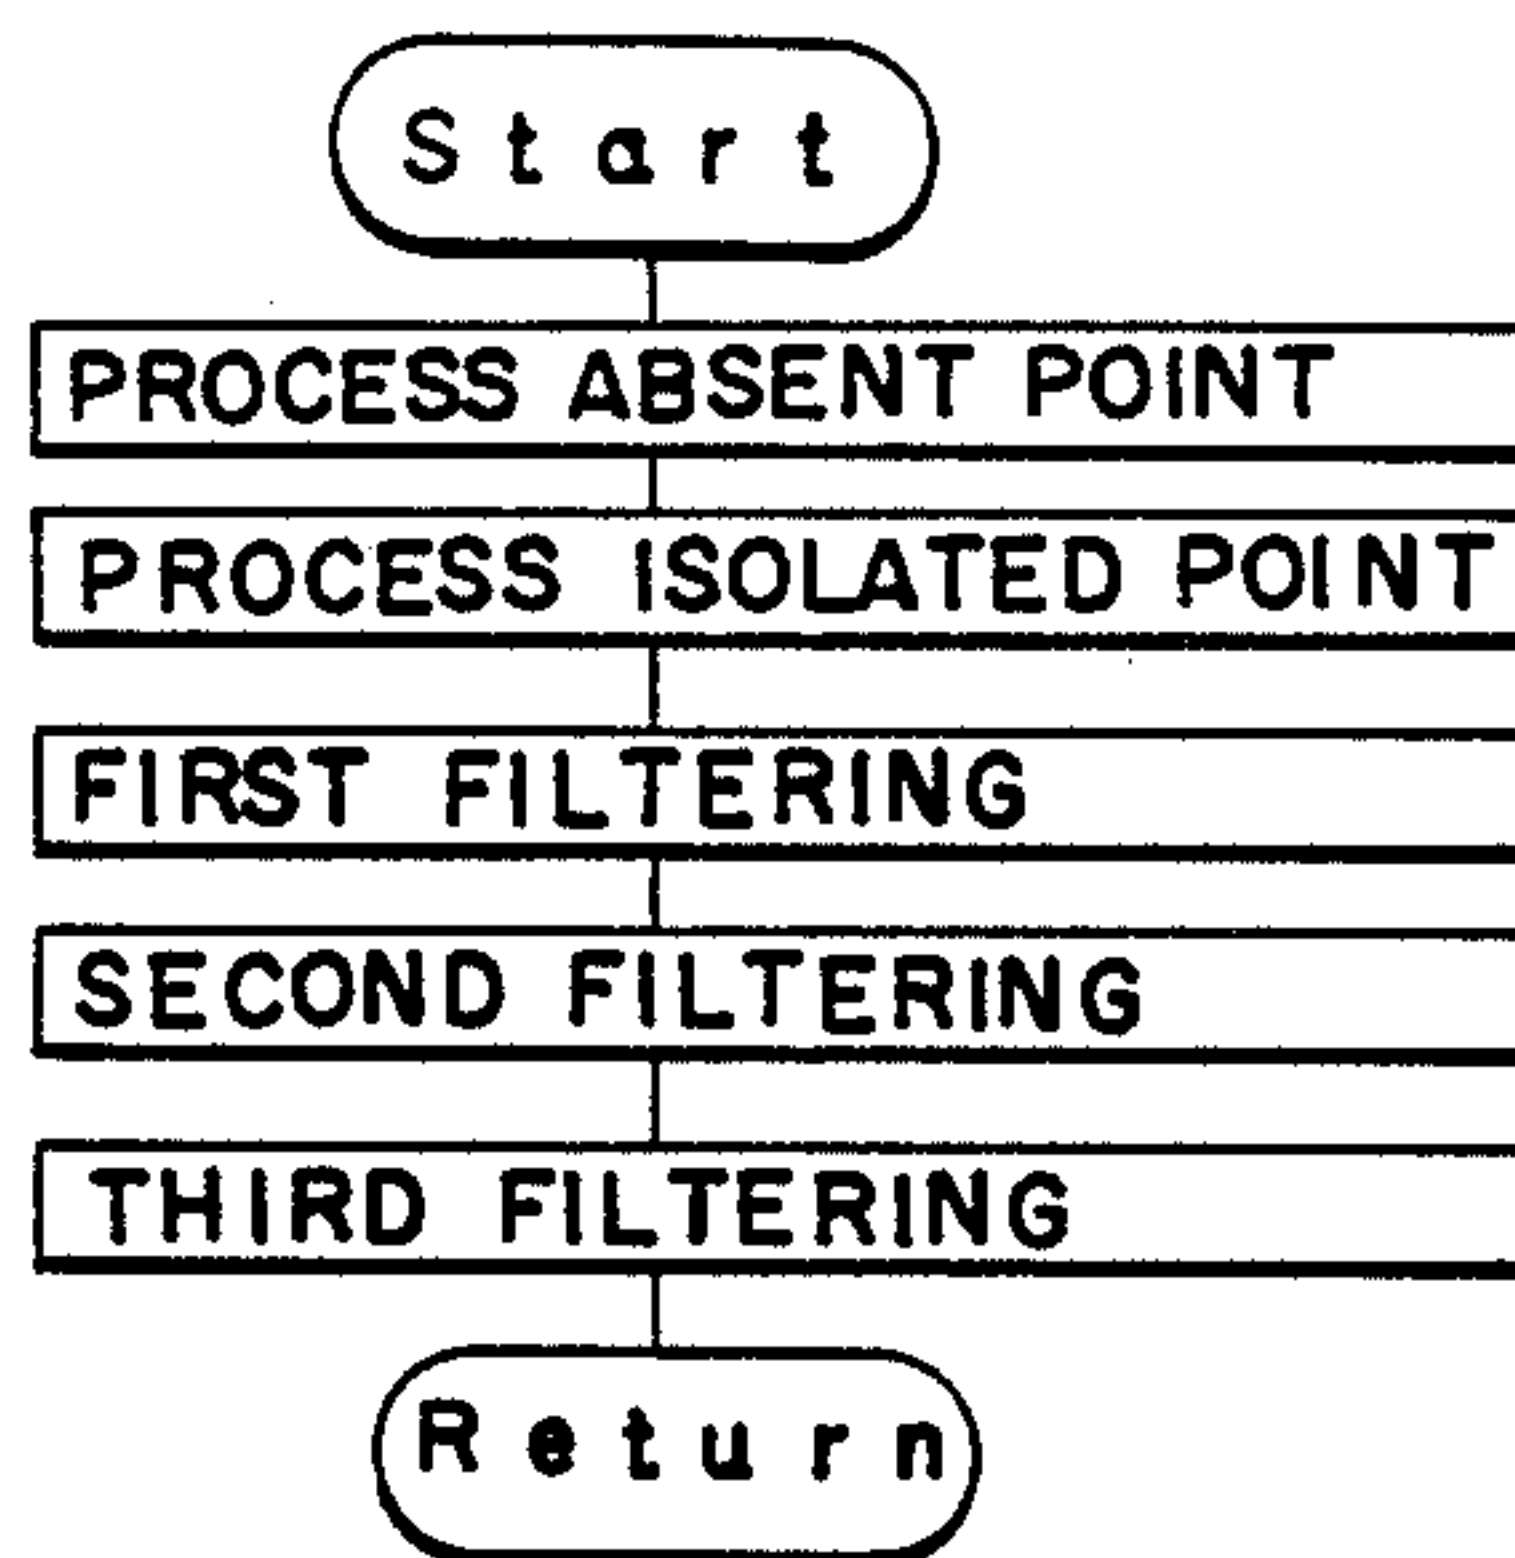 Start
PROCESS ABSENT POINT
PROCESS ISOLATED POINT
FIRST FILTERING
SECOND FILTERING
THIRD FILTERING
Return